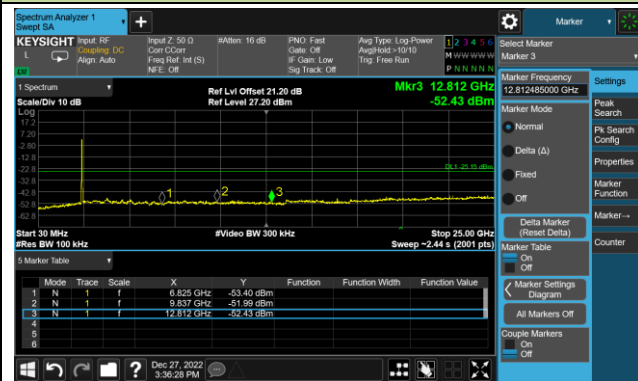 Spectrum Analyzer 1
Swept SA
+
Marker
KEYSIGHT
L
LW
Input: RF
Coupling: DC
Align: Auto
Input Z: 50 Ω
Corr CCorr
Freq Ref: Int (S)
NFE: Off
#Atten: 16 dB
PNO: Fast
Gate: Off
IF Gain: Low
Sig Track: Off
Avg Type: Log-Power
Avg|Hold:>10/10
Trig: Free Run
1 2 3 4 5 6
M W W W W W
P N N N N N
Select Marker
Marker 3
1 Spectrum
Scale/Div 10 dB
Ref Lvl Offset 21.20 dB
Ref Level 27.20 dBm
Mkr3 12.812 GHz
-52.43 dBm
Log
17.2
7.20
-2.80
-12.8
-22.8
-32.8
-42.8
-52.8
-62.8
DL1 -25.15 dBm
1
2
3
Start 30 MHz
#Res BW 100 kHz
#Video BW 300 kHz
Stop 25.00 GHz
Sweep ~2.44 s (2001 pts)
5 Marker Table
Mode Trace Scale X Y Function Function Width Function Value
1 N 1 f 6.825 GHz -53.40 dBm
2 N 1 f 9.837 GHz -51.99 dBm
3 N 1 f 12.812 GHz -52.43 dBm
4
5
6
Marker Frequency
12.812485000 GHz
Marker Mode
Normal
Delta (Δ)
Fixed
Off
Delta Marker
(Reset Delta)
Marker Table
On
Off
Marker Settings
Diagram
All Markers Off
Couple Markers
On
Off
Settings
Peak
Search
Pk Search
Config
Properties
Marker
Function
Marker→
Counter
?
Dec 27, 2022
3:36:28 PM